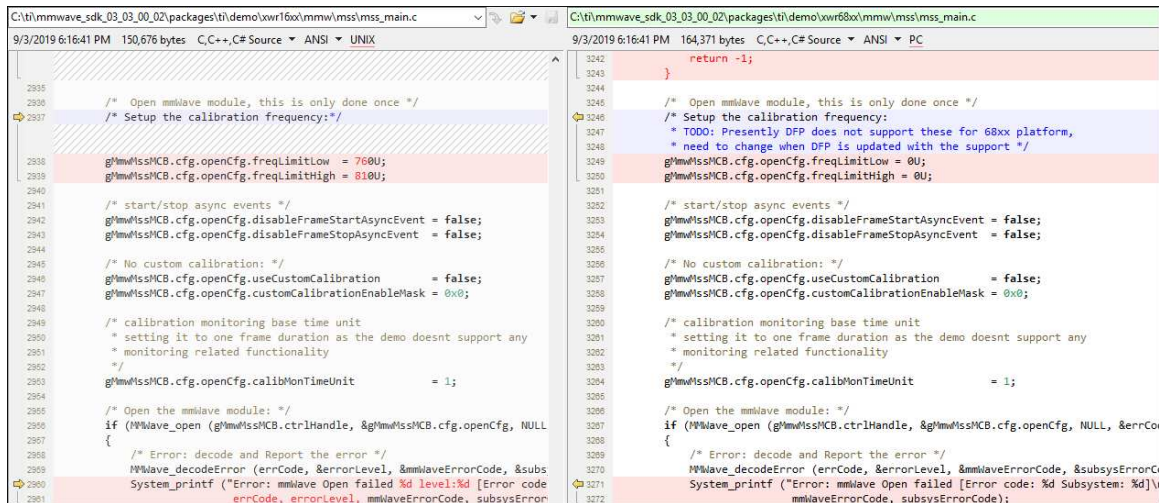 C:\ti\mmwave_sdk_03_03_00_02\packages\ti\demo\xwr16xx\mmw\mss\mss_main.c
9/3/2019 6:16:41 PM 150,676 bytes C,C++,C# Source ANSI UNIX
2935
2936 /* Open mmWave module, this is only done once */
2937 /* Setup the calibration frequency:*/
2938 gMmwMssMCB.cfg.openCfg.freqLimitLow = 760U;
2939 gMmwMssMCB.cfg.openCfg.freqLimitHigh = 810U;
2940
2941 /* start/stop async events */
2942 gMmwMssMCB.cfg.openCfg.disableFrameStartAsyncEvent = false;
2943 gMmwMssMCB.cfg.openCfg.disableFrameStopAsyncEvent = false;
2944
2945 /* No custom calibration: */
2946 gMmwMssMCB.cfg.openCfg.useCustomCalibration = false;
2947 gMmwMssMCB.cfg.openCfg.customCalibrationEnableMask = 0x0;
2948
2949 /* calibration monitoring base time unit
2950 * setting it to one frame duration as the demo doesnt support any
2951 * monitoring related functionality
2952 */
2953 gMmwMssMCB.cfg.openCfg.calibMonTimeUnit = 1;
2954
2955 /* Open the mmWave module: */
2956 if (MMWave_open (gMmwMssMCB.ctrlHandle, &gMmwMssMCB.cfg.openCfg, NULL
2957 {
2958 /* Error: decode and Report the error */
2959 MMWave_decodeError (errCode, &errorLevel, &mmWaveErrorCode, &subs
2960 System_printf ("Error: mmWave Open failed %d level:%d [Error code
2961 errCode, errorLevel, mmWaveErrorCode, subsysError
C:\ti\mmwave_sdk_03_03_00_02\packages\ti\demo\xwr68xx\mmw\mss\mss_main.c
9/3/2019 6:16:41 PM 164,371 bytes C,C++,C# Source ANSI PC
3242 return -1;
3243 }
3244
3245 /* Open mmWave module, this is only done once */
3246 /* Setup the calibration frequency:
3247 * TODO: Presently DFP does not support these for 68xx platform,
3248 * need to change when DFP is updated with the support */
3249 gMmwMssMCB.cfg.openCfg.freqLimitLow = 0U;
3250 gMmwMssMCB.cfg.openCfg.freqLimitHigh = 0U;
3251
3252 /* start/stop async events */
3253 gMmwMssMCB.cfg.openCfg.disableFrameStartAsyncEvent = false;
3254 gMmwMssMCB.cfg.openCfg.disableFrameStopAsyncEvent = false;
3255
3256 /* No custom calibration: */
3257 gMmwMssMCB.cfg.openCfg.useCustomCalibration = false;
3258 gMmwMssMCB.cfg.openCfg.customCalibrationEnableMask = 0x0;
3259
3260 /* calibration monitoring base time unit
3261 * setting it to one frame duration as the demo doesnt support any
3262 * monitoring related functionality
3263 */
3264 gMmwMssMCB.cfg.openCfg.calibMonTimeUnit = 1;
3265
3266 /* Open the mmWave module: */
3267 if (MMWave_open (gMmwMssMCB.ctrlHandle, &gMmwMssMCB.cfg.openCfg, NULL, &errCo
3268 {
3269 /* Error: decode and Report the error */
3270 MMWave_decodeError (errCode, &errorLevel, &mmWaveErrorCode, &subsysErrorC
3271 System_printf ("Error: mmWave Open failed [Error code: %d Subsystem: %d]\
3272 mmWaveErrorCode, subsysErrorCode);